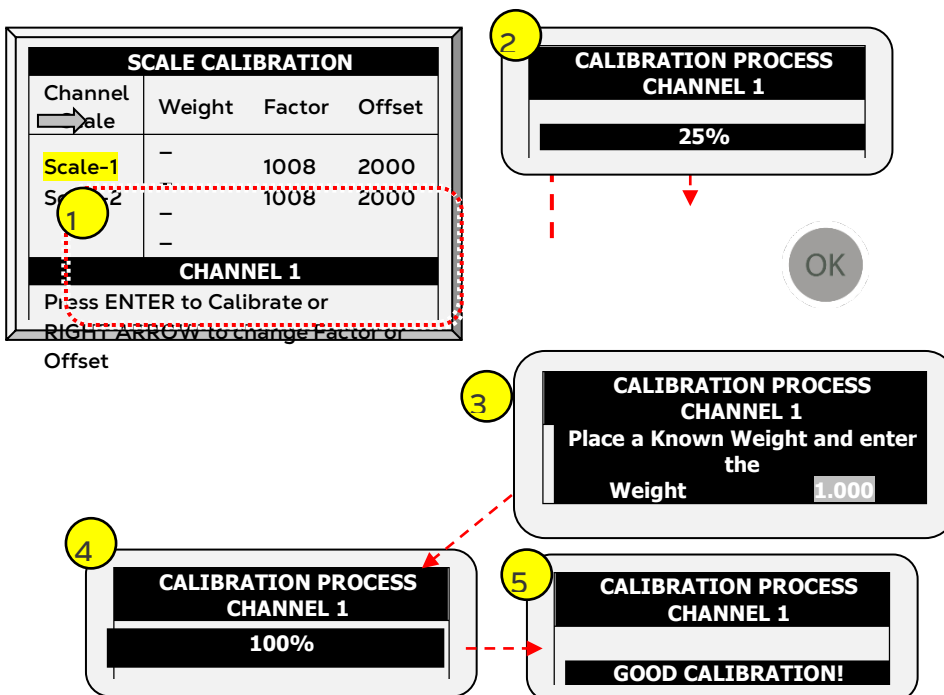 SCALE CALIBRATION
Channel
Weight Factor Offset
Scale-1 – 1008 2000
1008 2000
–
–
1
CHANNEL 1
Press ENTER to Calibrate or
RIGHT ARROW to change Factor or
Offset
2
CALIBRATION PROCESS
CHANNEL 1
25%
OK
3
CALIBRATION PROCESS
CHANNEL 1
Place a Known Weight and enter
the
Weight 1.000
4
CALIBRATION PROCESS
CHANNEL 1
100%
5
CALIBRATION PROCESS
CHANNEL 1
GOOD CALIBRATION!